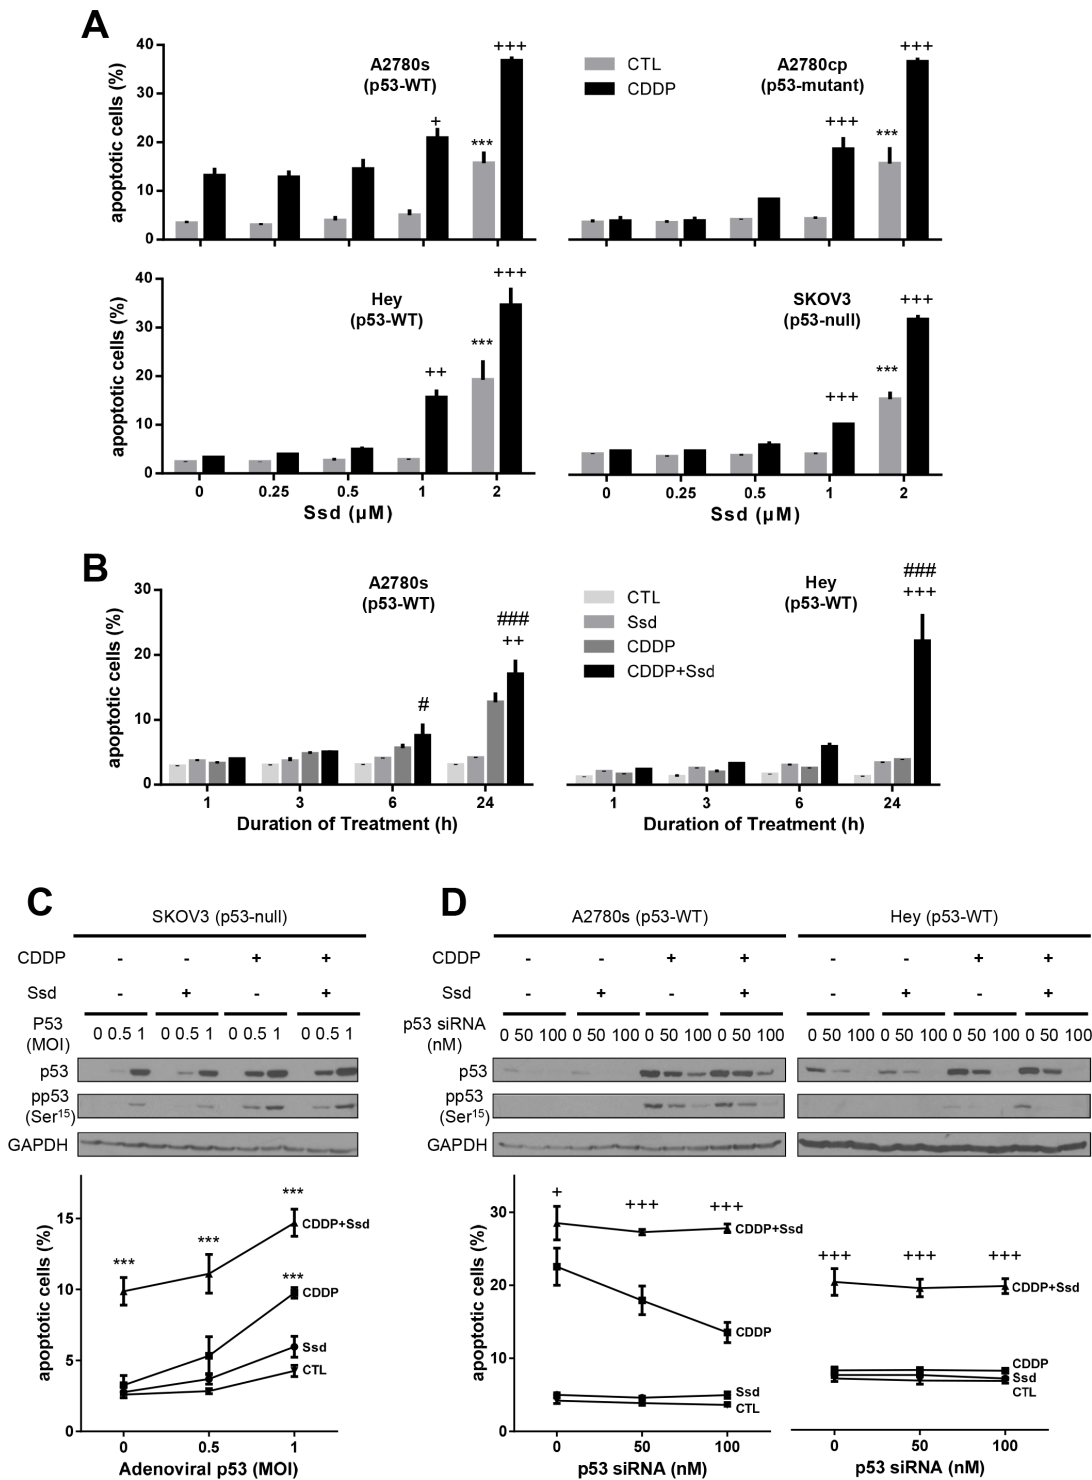 A
40
30
20
10
0
apoptotic cells (%)
A2780s
(p53-WT)
+
***
+++
CTL
CDDP
A2780cp
(p53-mutant)
+++
***
+++
40
30
20
10
0
apoptotic cells (%)
Hey
(p53-WT)
++
***
+++
0 0.25 0.5 1 2
Ssd (µM)
SKOV3
(p53-null)
+++
***
+++
0 0.25 0.5 1 2
Ssd (µM)
B
30
20
10
0
apoptotic cells (%)
A2780s
(p53-WT)
#
###
++
1 3 6 24
Duration of Treatment (h)
CTL
Ssd
CDDP
CDDP+Ssd
Hey
(p53-WT)
###
+++
1 3 6 24
Duration of Treatment (h)
C
SKOV3 (p53-null)
CDDP - - + +
Ssd - + - +
P53 (MOI) 0 0.5 1 0 0.5 1 0 0.5 1 0 0.5 1
p53
pp53
(Ser15)
GAPDH
15
10
5
0
apoptotic cells (%)
***
***
***
***
CDDP+Ssd
CDDP
Ssd
CTL
0 0.5 1
Adenoviral p53 (MOI)
D
A2780s (p53-WT) Hey (p53-WT)
CDDP - - + + - - + +
Ssd - + - + - + - +
p53 siRNA (nM) 0 50 100 0 50 100 0 50 100 0 50 100 0 50 100 0 50 100 0 50 100 0 50 100
p53
pp53
(Ser15)
GAPDH
30
20
10
0
apoptotic cells (%)
+ +++ +++
CDDP+Ssd
CDDP
Ssd
CTL
0 50 100
p53 siRNA (nM)
+++ +++ +++
CDDP+Ssd
CDDP
Ssd
CTL
0 50 100
p53 siRNA (nM)